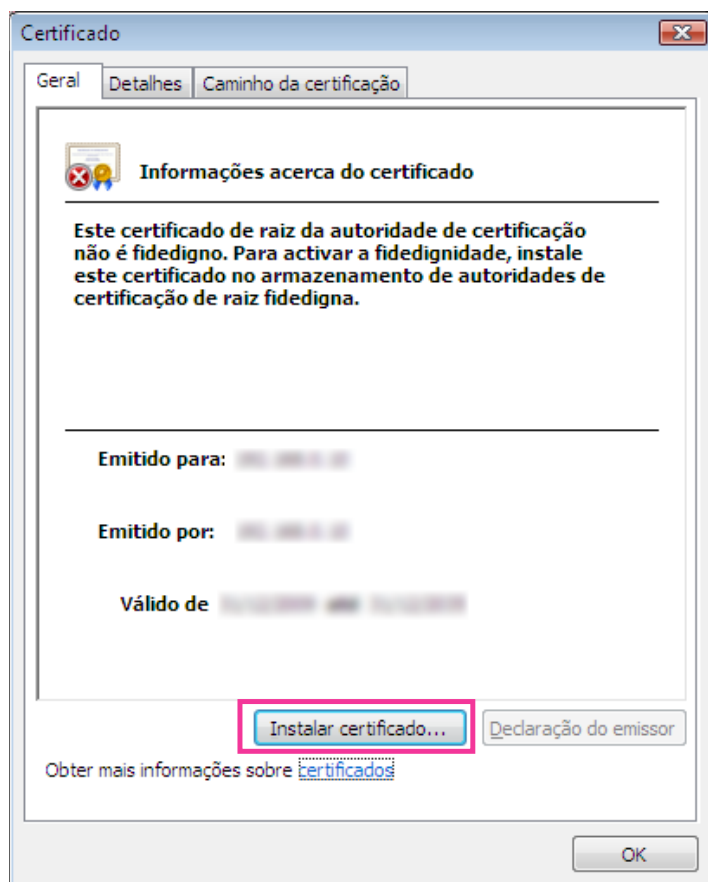 Certificado
Geral Detalhes Caminho da certificação
Informações acerca do certificado
Este certificado de raiz da autoridade de certificação
não é fidedigno. Para activar a fidedignidade, instale
este certificado no armazenamento de autoridades de
certificação de raiz fidedigna.
Emitido para:
Emitido por:
Válido de
Instalar certificado... Declaração do emissor
Obter mais informações sobre certificados
OK